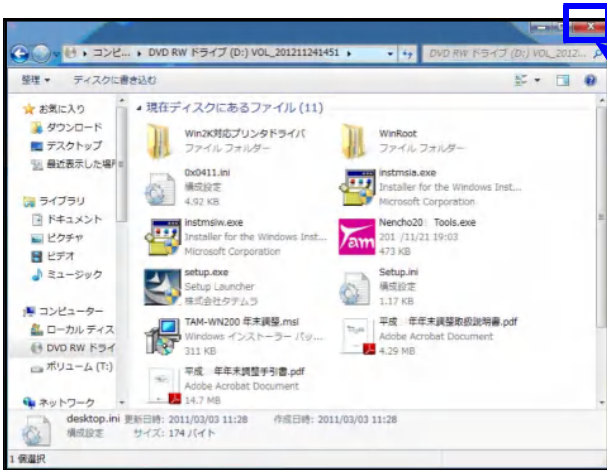 コンピ... ▸ DVD RW ドライブ (D:) VOL_201211241451 ▸
DVD RW ドライブ (D:) VOL_2012...
整理 ▼ ディスクに書き込む
お気に入り
ダウンロード
デスクトップ
最近表示した場所
ライブラリ
ドキュメント
ピクチャ
ビデオ
ミュージック
コンピューター
ローカル ディス
DVD RW ドライ
ボリューム (T:)
ネットワーク
現在ディスクにあるファイル (11)
Win2K対応プリンタドライバ
ファイル フォルダー
WinRoot
ファイル フォルダー
0x0411.ini
構成設定
4.92 KB
instmsia.exe
Installer for the Windows Inst...
Microsoft Corporation
instmsiw.exe
Installer for the Windows Inst...
Microsoft Corporation
Nencho20 Tools.exe
201 /11/21 19:03
473 KB
setup.exe
Setup Launcher
株式会社タテムラ
Setup.ini
構成設定
1.17 KB
TAM-WN200 年末調整.msi
Windows インストーラー パッ...
311 KB
平成 年年末調整取扱説明書.pdf
Adobe Acrobat Document
4.29 MB
平成 年年末調整手引書.pdf
Adobe Acrobat Document
14.7 MB
desktop.ini 更新日時: 2011/03/03 11:28 作成日時: 2011/03/03 11:28
構成設定 サイズ: 174 バイト
1 個選択